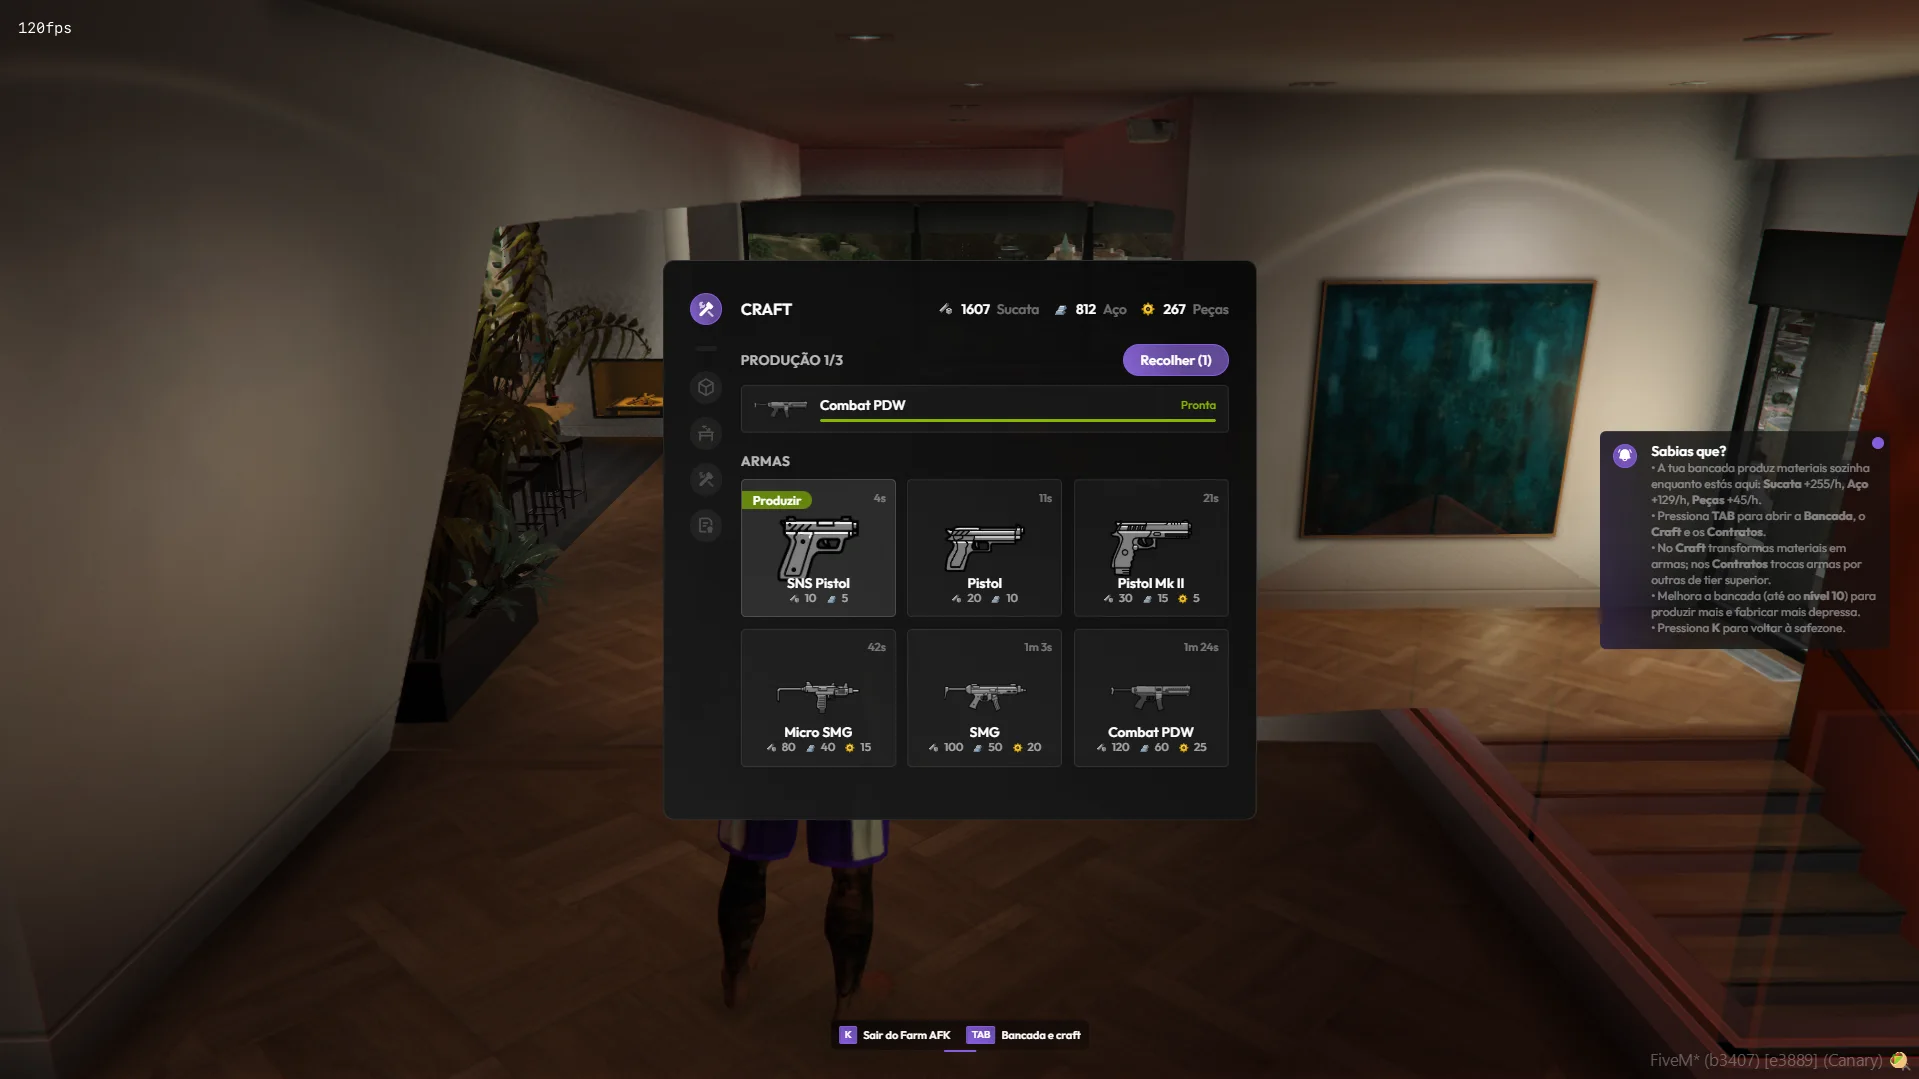 120fps
CRAFT
1607 Sucata 812 Aço 267 Peças
PRODUÇÃO 1/3
Recolher (1)
Combat PDW
Pronta
ARMAS
Produzir
4s
SNS Pistol
10 5
11s
Pistol
20 10
21s
Pistol Mk II
30 15 5
42s
Micro SMG
80 40 15
1m 3s
SMG
100 50 20
1m 24s
Combat PDW
120 60 25
Sabias que?
• A tua bancada produz materiais sozinha
enquanto estás aqui: Sucata +255/h, Aço
+129/h, Peças +45/h.
• Pressiona TAB para abrir a Bancada, o
Craft e os Contratos.
• No Craft transformas materiais em
armas; nos Contratos trocas armas por
outras de tier superior.
• Melhora a bancada (até ao nível 10) para
produzir mais e fabricar mais depressa.
• Pressiona K para voltar à safezone.
K Sair do Farm AFK TAB Bancada e craft
FiveM* (b3407) [e3889] (Canary)